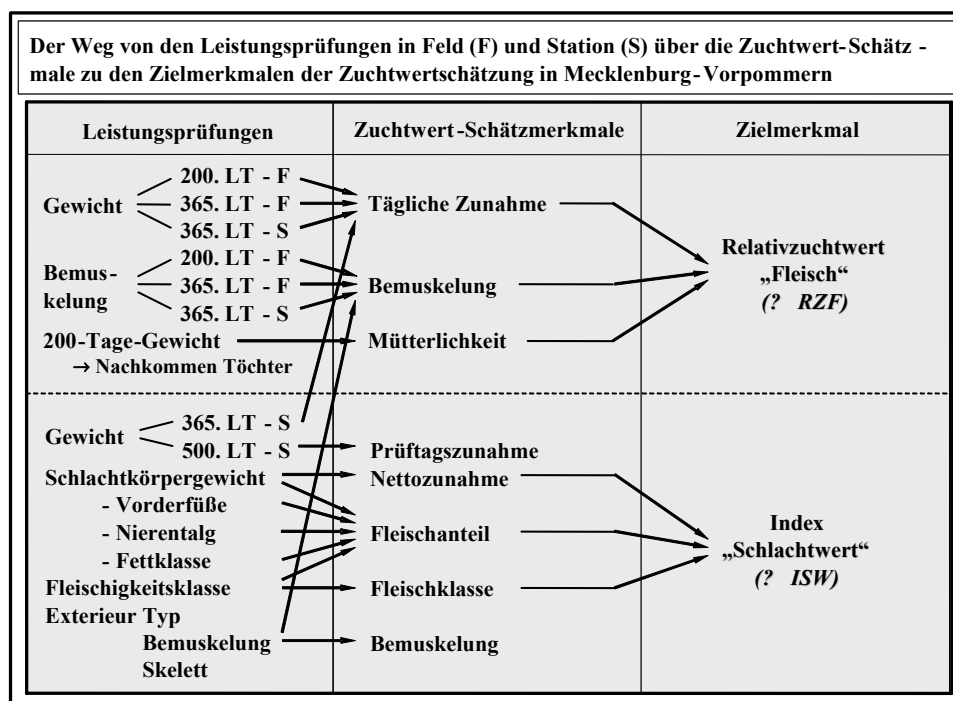 Der Weg von den Leistungsprüfungen in Feld (F) und Station (S) über die Zuchtwert-Schätz -
male zu den Zielmerkmalen der Zuchtwertschätzung in Mecklenburg-Vorpommern
Leistungsprüfungen
Zuchtwert-Schätzmerkmale
Zielmerkmal
Gewicht
200. LT - F
365. LT - F
365. LT - S
Tägliche Zunahme
Bemus-
kelung
200. LT - F
365. LT - F
365. LT - S
Bemuskelung
200-Tage-Gewicht
→ Nachkommen Töchter
Mütterlichkeit
Relativzuchtwert
„Fleisch“
(? RZF)
Gewicht
365. LT - S
500. LT - S
Prüftagszunahme
Schlachtkörpergewicht
Nettozunahme
- Vorderfüße
- Nierentalg
- Fettklasse
Fleischanteil
Fleischigkeitsklasse
Fleischklasse
Exterieur Typ
Bemuskelung
Skelett
Bemuskelung
Index
„Schlachtwert“
(? ISW)